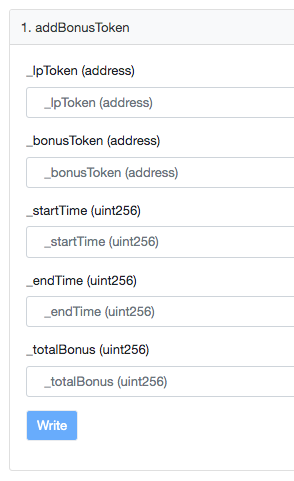 1. addBonusToken
_lpToken (address)
_lpToken (address)
_bonusToken (address)
_bonusToken (address)
_startTime (uint256)
_startTime (uint256)
_endTime (uint256)
_endTime (uint256)
_totalBonus (uint256)
_totalBonus (uint256)
Write